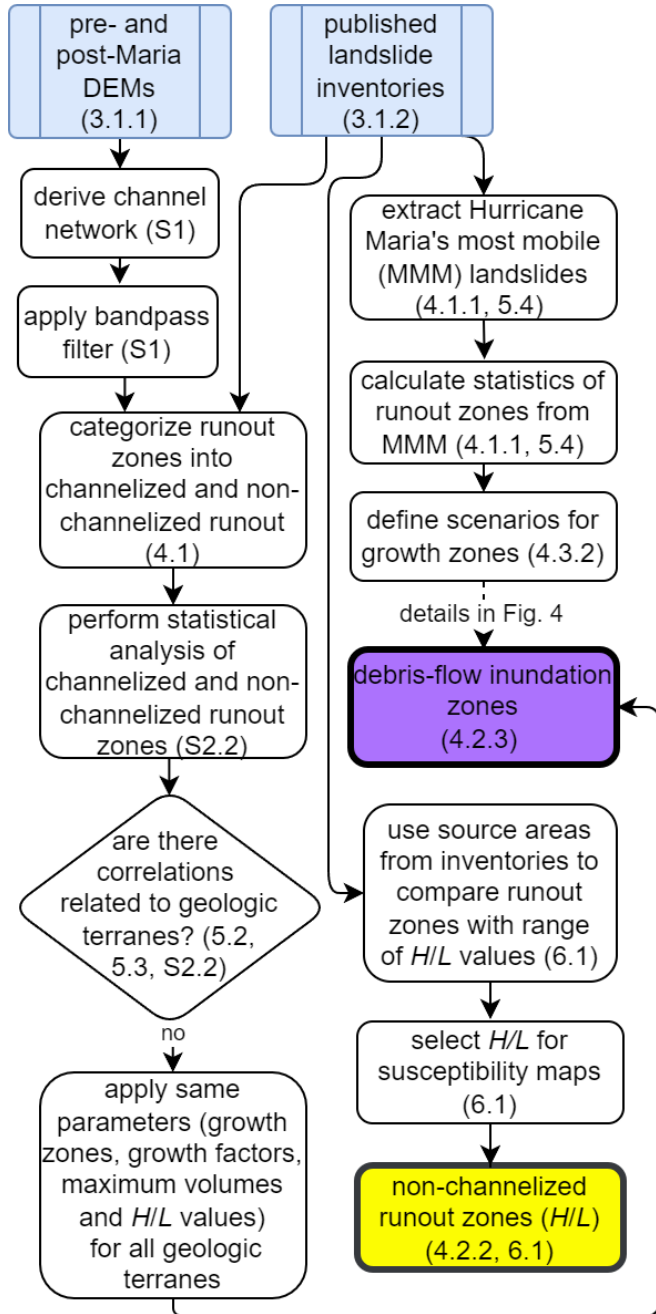 pre- and
post-Maria
DEMs
(3.1.1)
published
landslide
inventories
(3.1.2)
derive channel
network (S1)
apply bandpass
filter (S1)
categorize runout
zones into
channelized and non-
channelized runout
(4.1)
perform statistical
analysis of
channelized and non-
channelized runout
zones (S2.2)
are there
correlations
related to geologic
terranes? (5.2,
5.3, S2.2)
no
apply same
parameters (growth
zones, growth factors,
maximum volumes
and H/L values)
for all geologic
terranes
extract Hurricane
Maria's most mobile
(MMM) landslides
(4.1.1, 5.4)
calculate statistics of
runout zones from
MMM (4.1.1, 5.4)
define scenarios for
growth zones (4.3.2)
details in Fig. 4
debris-flow inundation
zones
(4.2.3)
use source areas
from inventories to
compare runout
zones with range
of H/L values (6.1)
select H/L for
susceptibility maps
(6.1)
non-channelized
runout zones (H/L)
(4.2.2, 6.1)